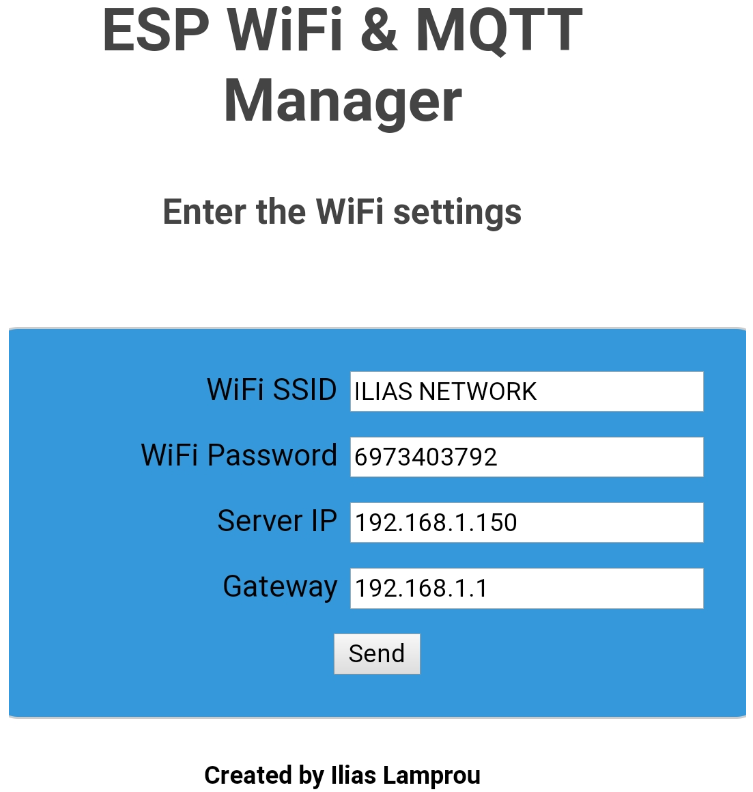 ESP WiFi & MQTT
Manager
Enter the WiFi settings
WiFi SSID ILIAS NETWORK
WiFi Password 6973403792
Server IP 192.168.1.150
Gateway 192.168.1.1
Send
Created by Ilias Lamprou